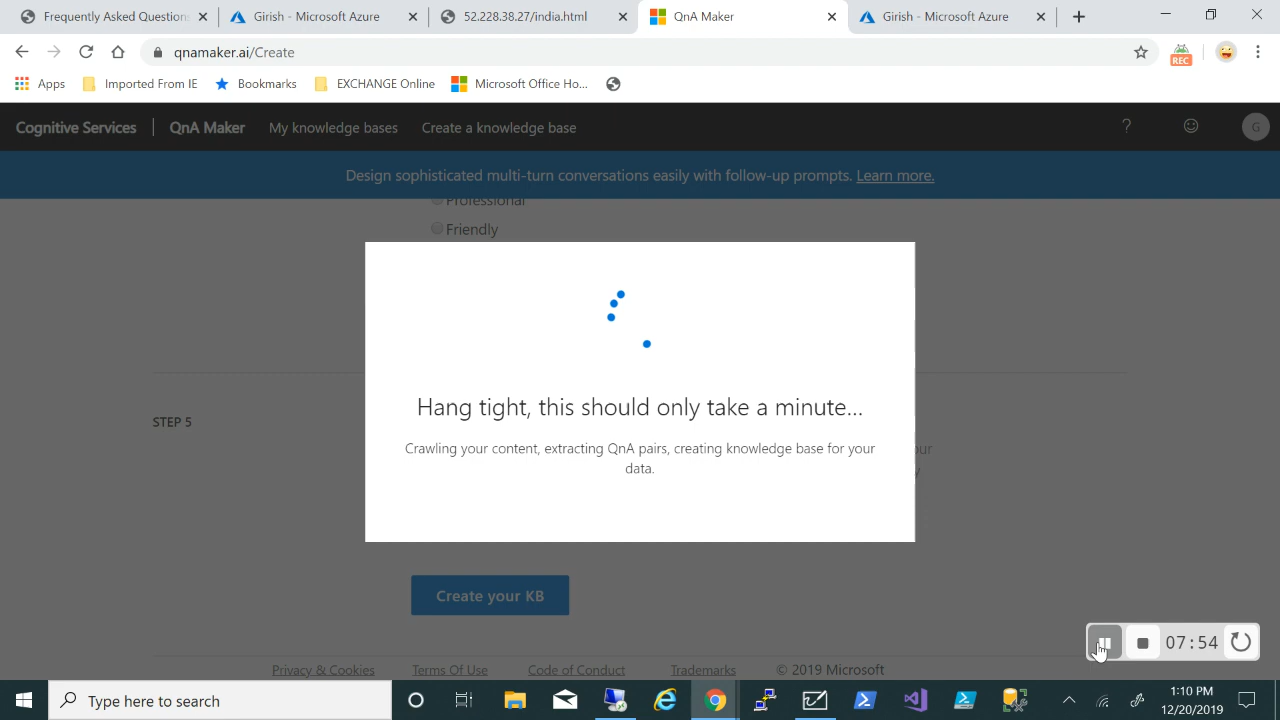 Frequently Asked Question
Girish - Microsoft Azure
52.228.38.27/india.html
QnA Maker
Girish - Microsoft Azure
qnamaker.ai/Create
REC
Apps
Imported From IE
Bookmarks
EXCHANGE Online
Microsoft Office Ho...
Cognitive Services
QnA Maker
My knowledge bases
Create a knowledge base
?
G
Design sophisticated multi-turn conversations easily with follow-up prompts. Learn more.
Professional
Friendly
Hang tight, this should only take a minute...
Crawling your content, extracting QnA pairs, creating knowledge base for your
data.
STEP 5
Create your KB
07:54
Privacy & Cookies
Terms Of Use
Code of Conduct
Trademarks
© 2019 Microsoft
Type here to search
1:10 PM
12/20/2019